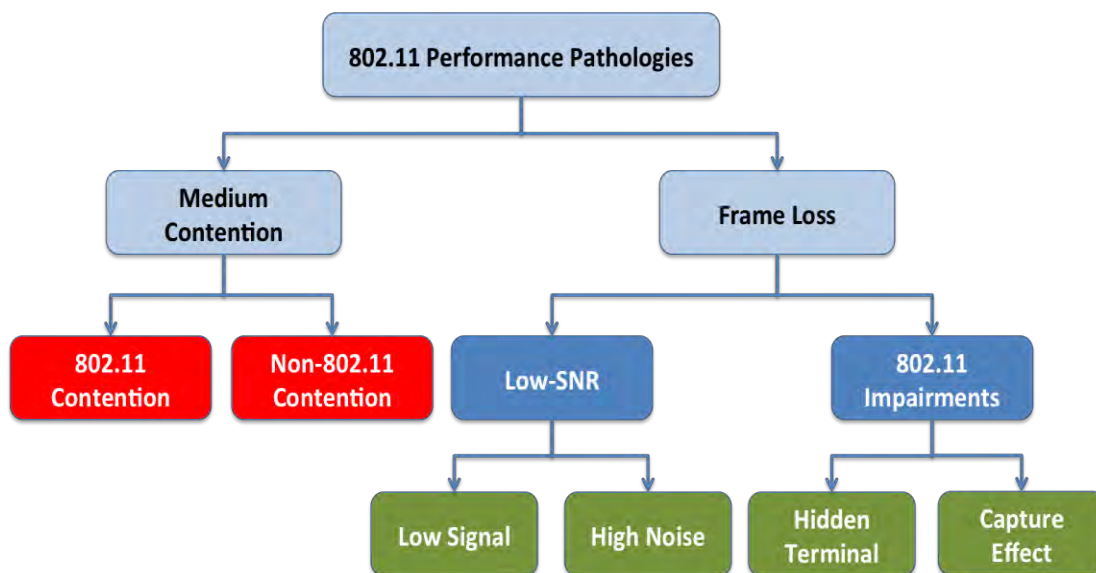 802.11 Performance Pathologies
Medium
Contention
Frame Loss
802.11
Contention
Non-802.11
Contention
Low-SNR
802.11
Impairments
Low Signal
High Noise
Hidden
Terminal
Capture
Effect